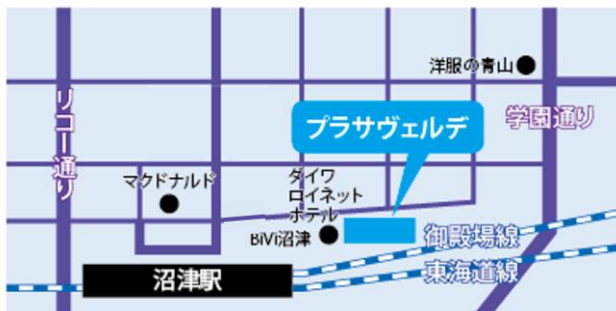 洋服の青山
リコー通り
プラサヴェルデ
学園通り
マクドナルド
ダイワ
ロイネット
ホテル
BiVi沼津
御殿場線
東海道線
沼津駅